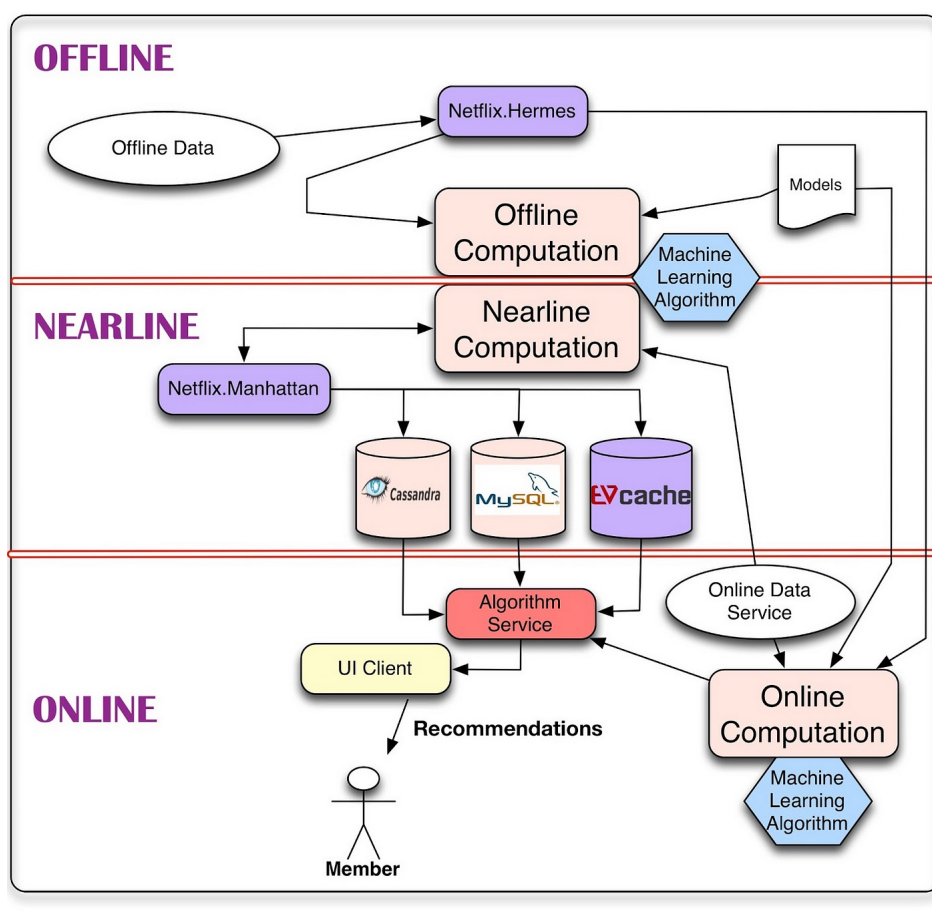 OFFLINE
Netflix.Hermes
Offline Data
Models
Offline
Computation
Machine
Learning
Algorithm
NEARLINE
Nearline
Computation
Netflix.Manhattan
Cassandra
MySQL®
EVcache
Online Data
Service
Algorithm
Service
UI Client
ONLINE
Online
Computation
Recommendations
Machine
Learning
Algorithm
Member